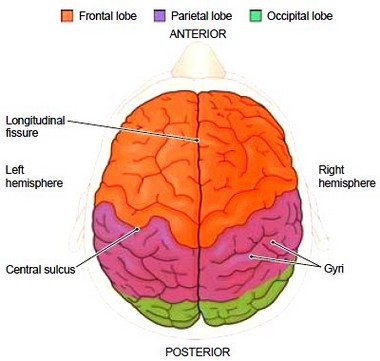 Frontal lobe Parietal lobe Occipital lobe
ANTERIOR
Longitudinal
fissure
Left
hemisphere
Right
hemisphere
Central sulcus
Gyri
POSTERIOR